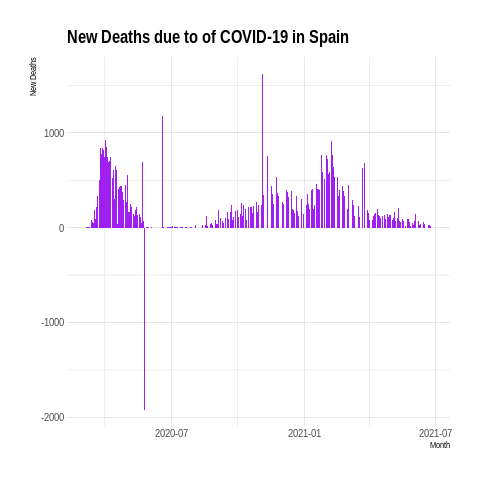 New Deaths due to of COVID-19 in Spain
New Deaths
1000
0
-1000
-2000
2020-07
2021-01
2021-07
Month